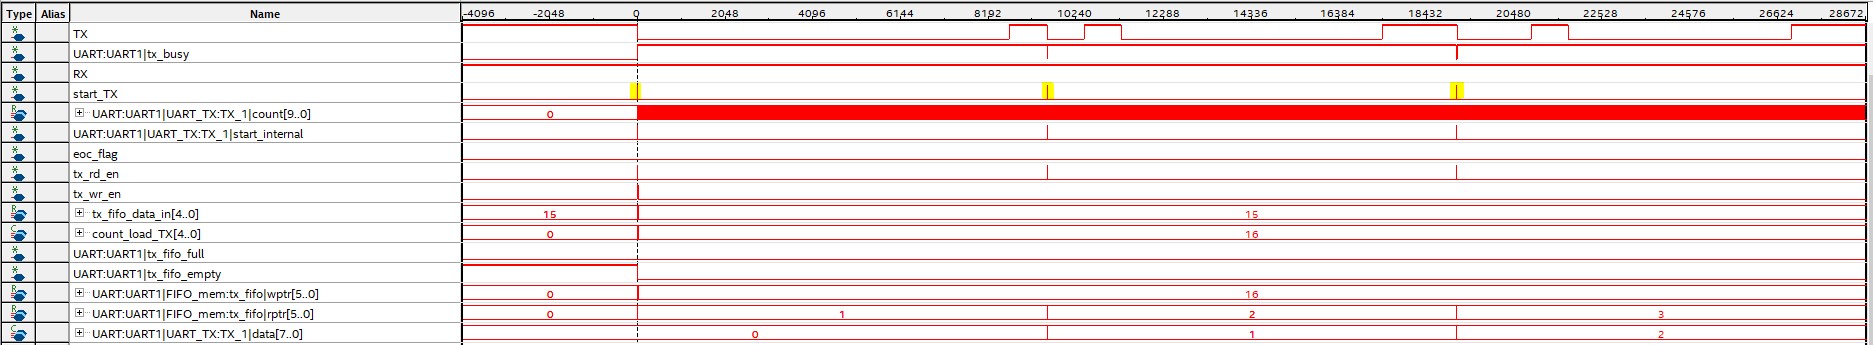 Type Alias Name -4096 -2048 0 2048 4096 6144 8192 10240 12288 14336 16384 18432 20480 22528 24576 26624 28672
TX
UART:UART1|tx_busy
RX
start_TX
UART:UART1|UART_TX:TX_1|count[9..0] 0
UART:UART1|UART_TX:TX_1|start_internal
eoc_flag
tx_rd_en
tx_wr_en
tx_fifo_data_in[4..0] 15 15
count_load_TX[4..0] 0 16
UART:UART1|tx_fifo_full
UART:UART1|tx_fifo_empty
UART:UART1|FIFO_mem:tx_fifo|wptr[5..0] 0 16
UART:UART1|FIFO_mem:tx_fifo|rptr[5..0] 0 1 2 3
UART:UART1|UART_TX:TX_1|data[7..0] 0 1 2